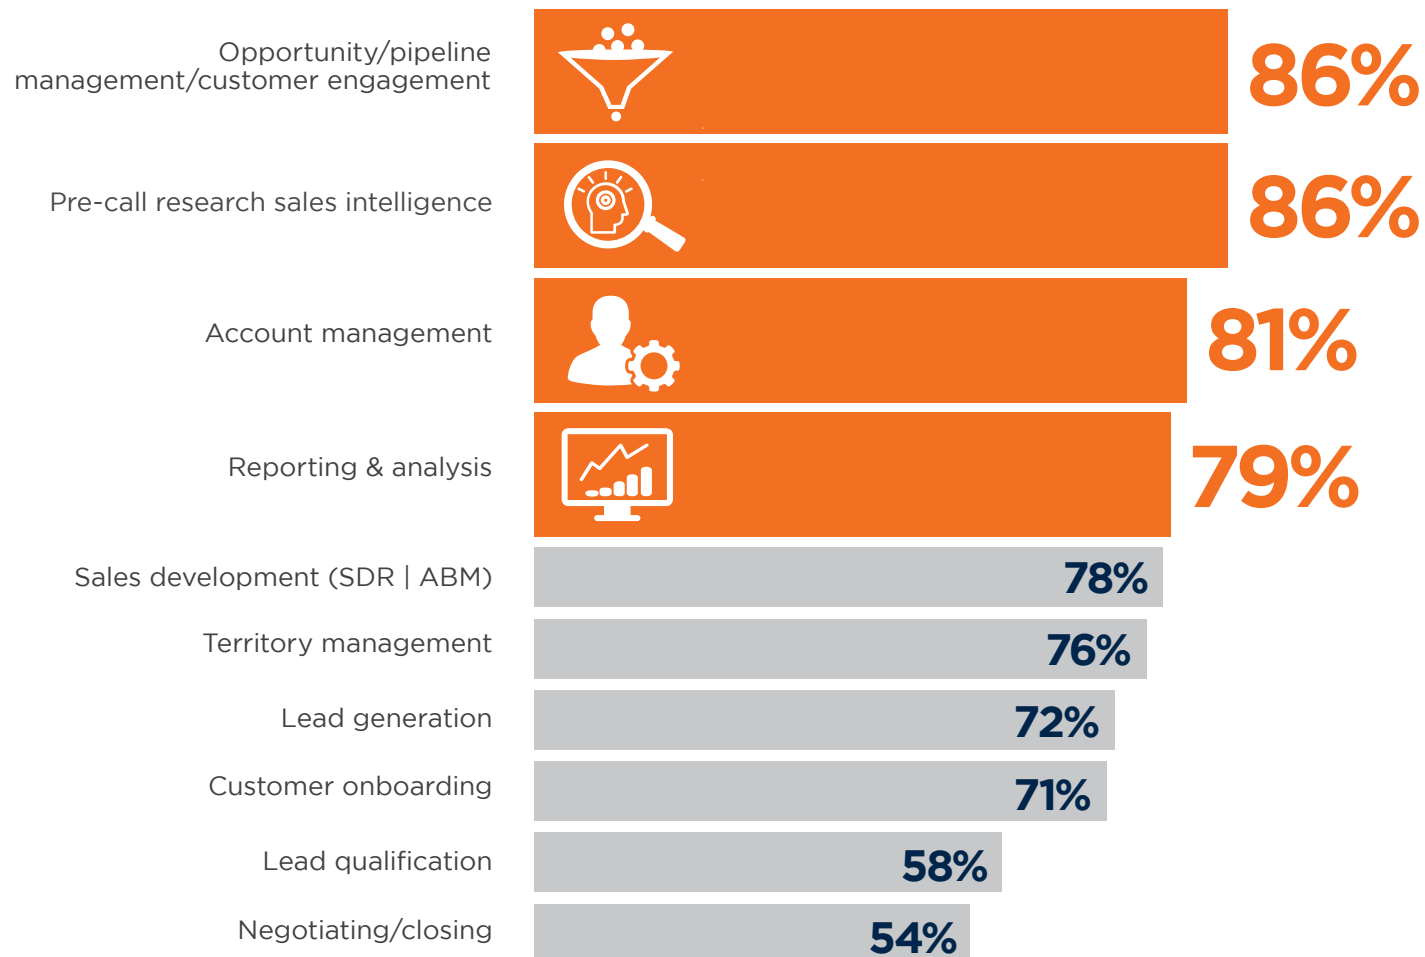 Opportunity/pipeline
management/customer engagement
86%
Pre-call research sales intelligence
86%
Account management
81%
Reporting & analysis
79%
Sales development (SDR | ABM)
78%
Territory management
76%
Lead generation
72%
Customer onboarding
71%
Lead qualification
58%
Negotiating/closing
54%